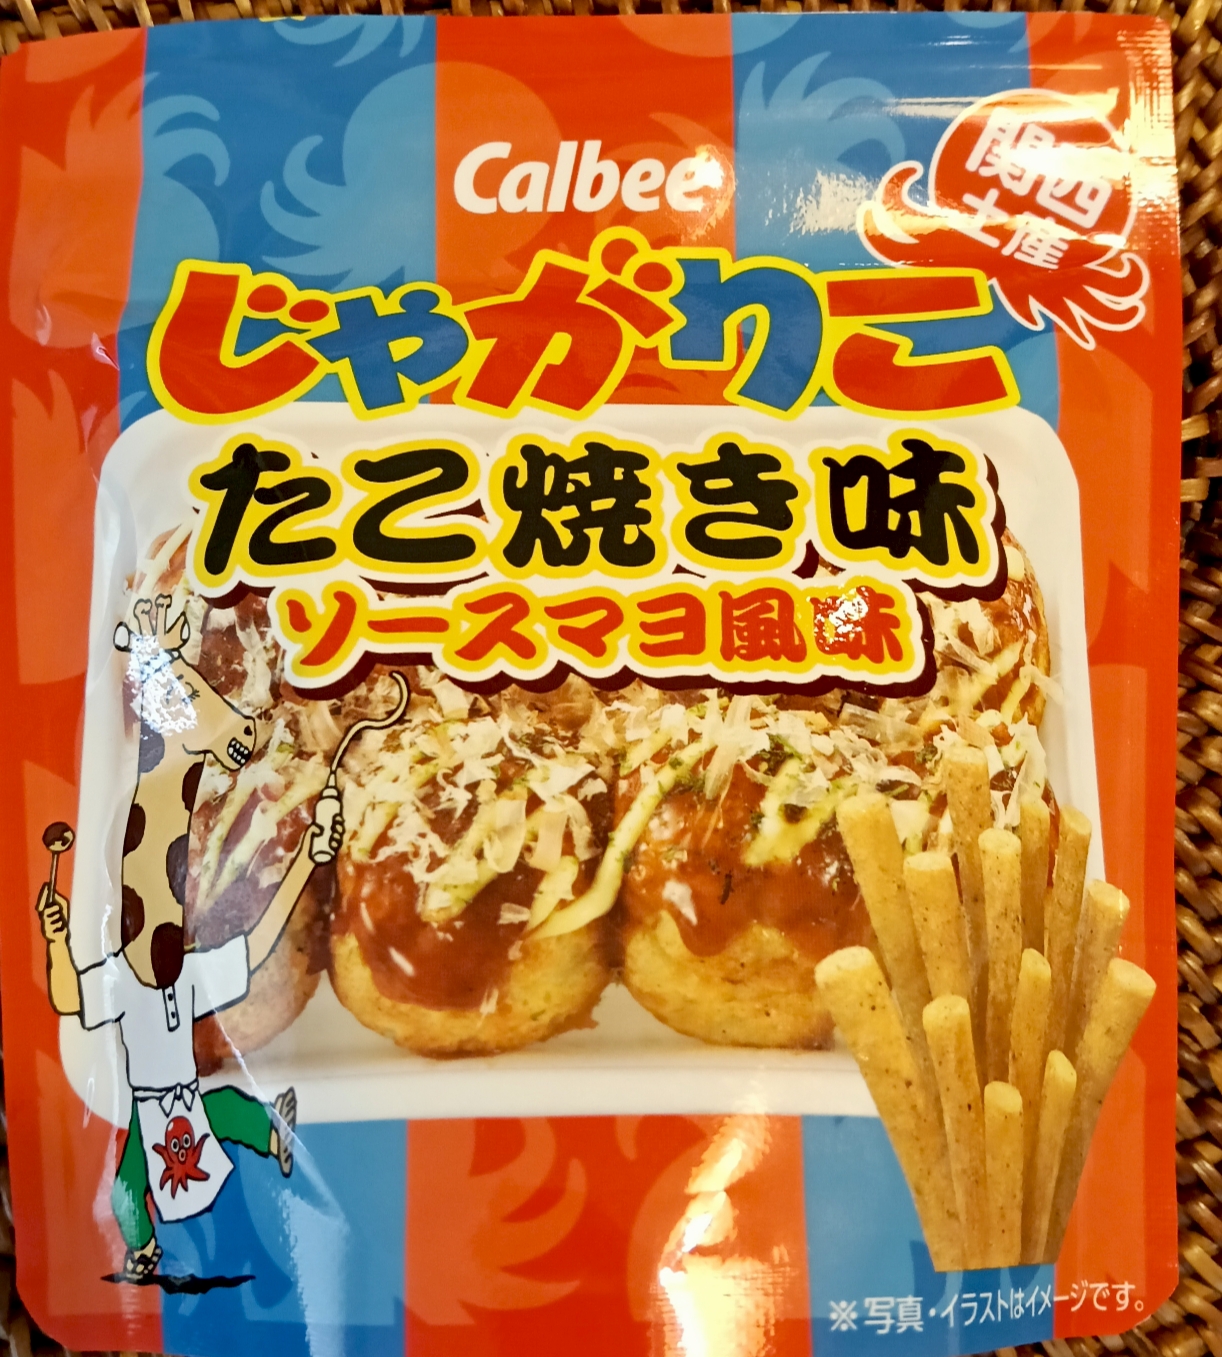 Calbee
関西
土産
じゃがりこ
たこ焼き味
ソースマヨ風味
※写真・イラストはイメージです。